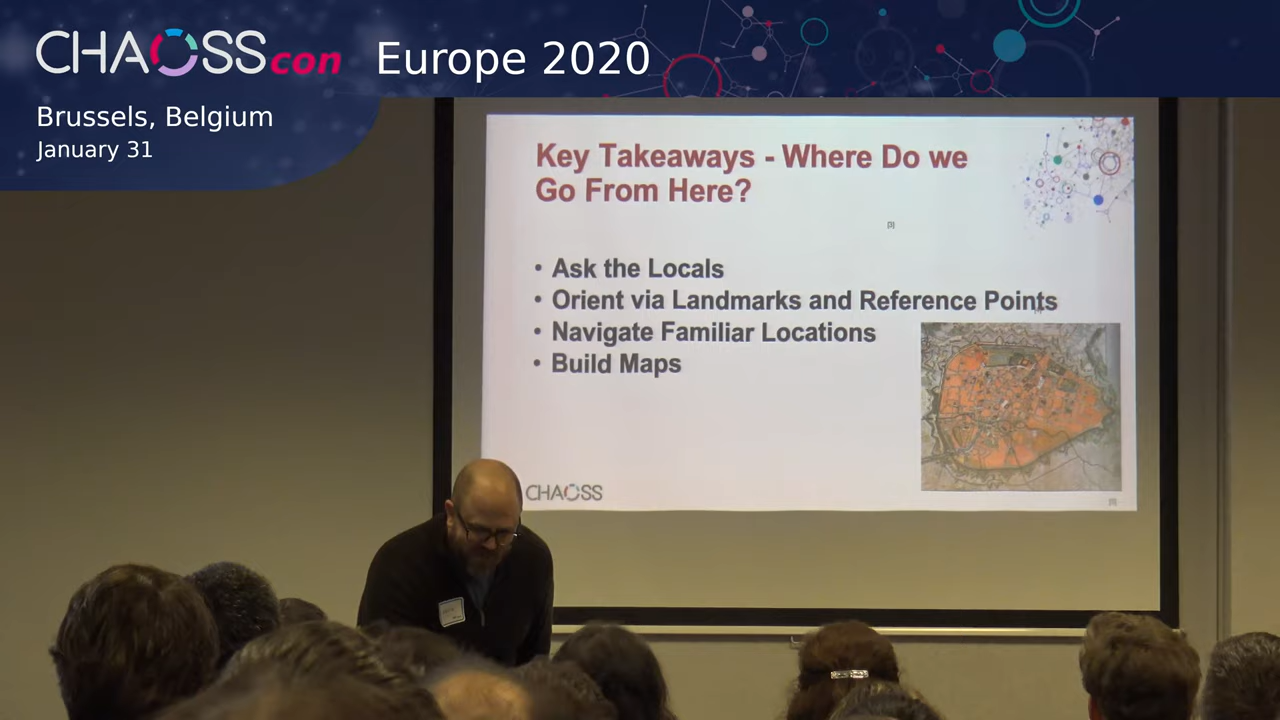 CHAOSScon Europe 2020
Brussels, Belgium
January 31
Key Takeaways - Where Do we
Go From Here?
• Ask the Locals
• Orient via Landmarks and Reference Points
• Navigate Familiar Locations
• Build Maps
CHAOSS